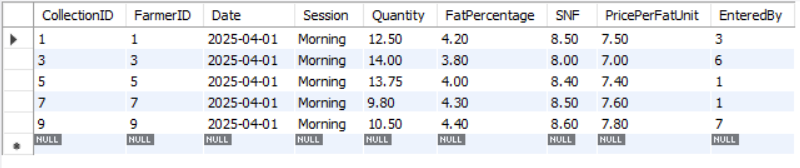 CollectionID FarmerID Date Session Quantity FatPercentage SNF PricePerFatUnit EnteredBy
1 1 2025-04-01 Morning 12.50 4.20 8.50 7.50 3
3 3 2025-04-01 Morning 14.00 3.80 8.00 7.00 6
5 5 2025-04-01 Morning 13.75 4.00 8.40 7.40 1
7 7 2025-04-01 Morning 9.80 4.30 8.50 7.60 1
9 9 2025-04-01 Morning 10.50 4.40 8.60 7.80 7
NULL NULL NULL NULL NULL NULL NULL NULL NULL